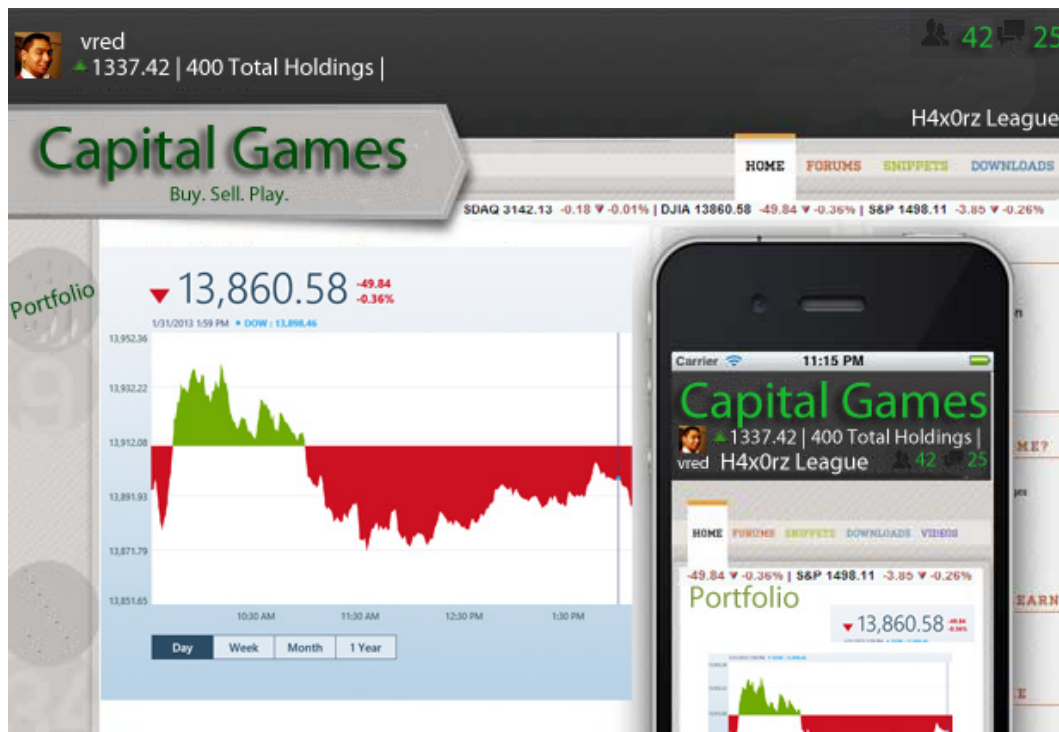 vred
1337.42 | 400 Total Holdings |
42 25
H4x0rz League
Capital Games
Buy. Sell. Play.
HOME FORUMS SNIPPETS DOWNLOADS
SDAQ 3142.13 -0.18 ▼ -0.01% | DJIA 13860.58 -49.84 ▼ -0.36% | S&P 1498.11 -3.85 ▼ -0.26%
Portfolio
▼ 13,860.58 -49.84
-0.36%
1/31/2013 1:59 PM • DOW : 13,898.46
13,952.36
13,932.22
13,912.08
13,891.93
13,871.79
13,851.65
10:30 AM 11:30 AM 12:30 PM 1:30 PM
Day Week Month 1 Year
Carrier 11:15 PM
Capital Games
1337.42 | 400 Total Holdings |
vred H4x0rz League 42 25
HOME FORUMS SNIPPETS DOWNLOADS VIDEOS
-49.84 ▼ -0.36% | S&P 1498.11 -3.85 ▼ -0.26%
Portfolio
▼ 13,860.58 -49.84
-0.36%
ME?
EARN